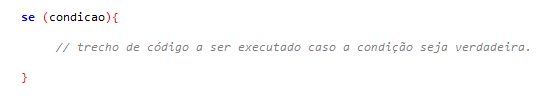 se (condicao){
// trecho de código a ser executado caso a condição seja verdadeira.
}